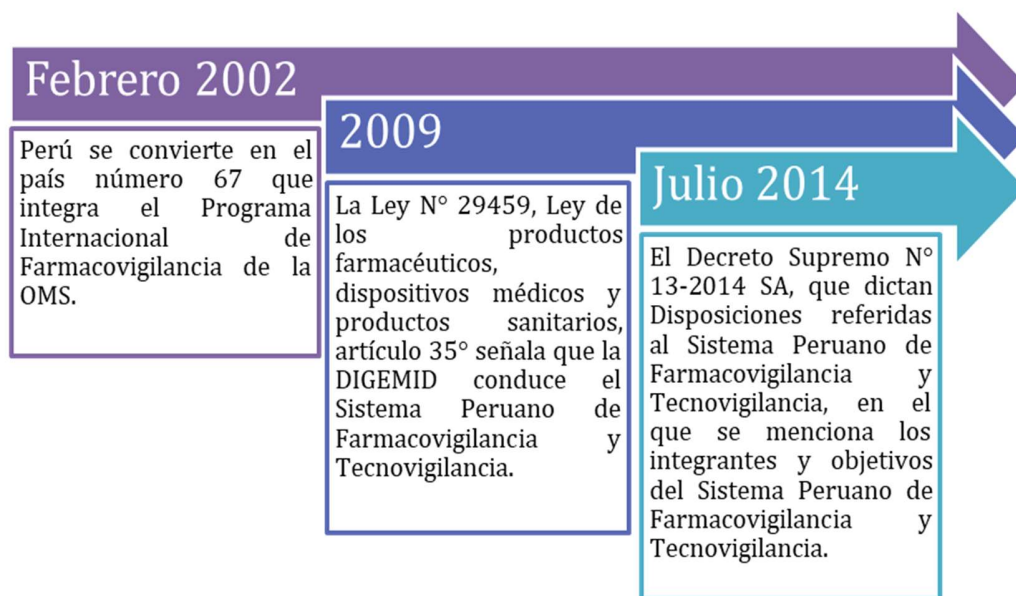 Febrero 2002
Perú se convierte en el
país número 67 que
integra el Programa
Internacional de
Farmacovigilancia de la
OMS.
2009
La Ley N° 29459, Ley de
los productos
farmacéuticos,
dispositivos médicos y
productos sanitarios,
artículo 35° señala que la
DIGEMID conduce el
Sistema Peruano de
Farmacovigilancia y
Tecnovigilancia.
Julio 2014
El Decreto Supremo N°
13-2014 SA, que dictan
Disposiciones referidas
al Sistema Peruano de
Farmacovigilancia y
Tecnovigilancia, en el
que se menciona los
integrantes y objetivos
del Sistema Peruano de
Farmacovigilancia y
Tecnovigilancia.